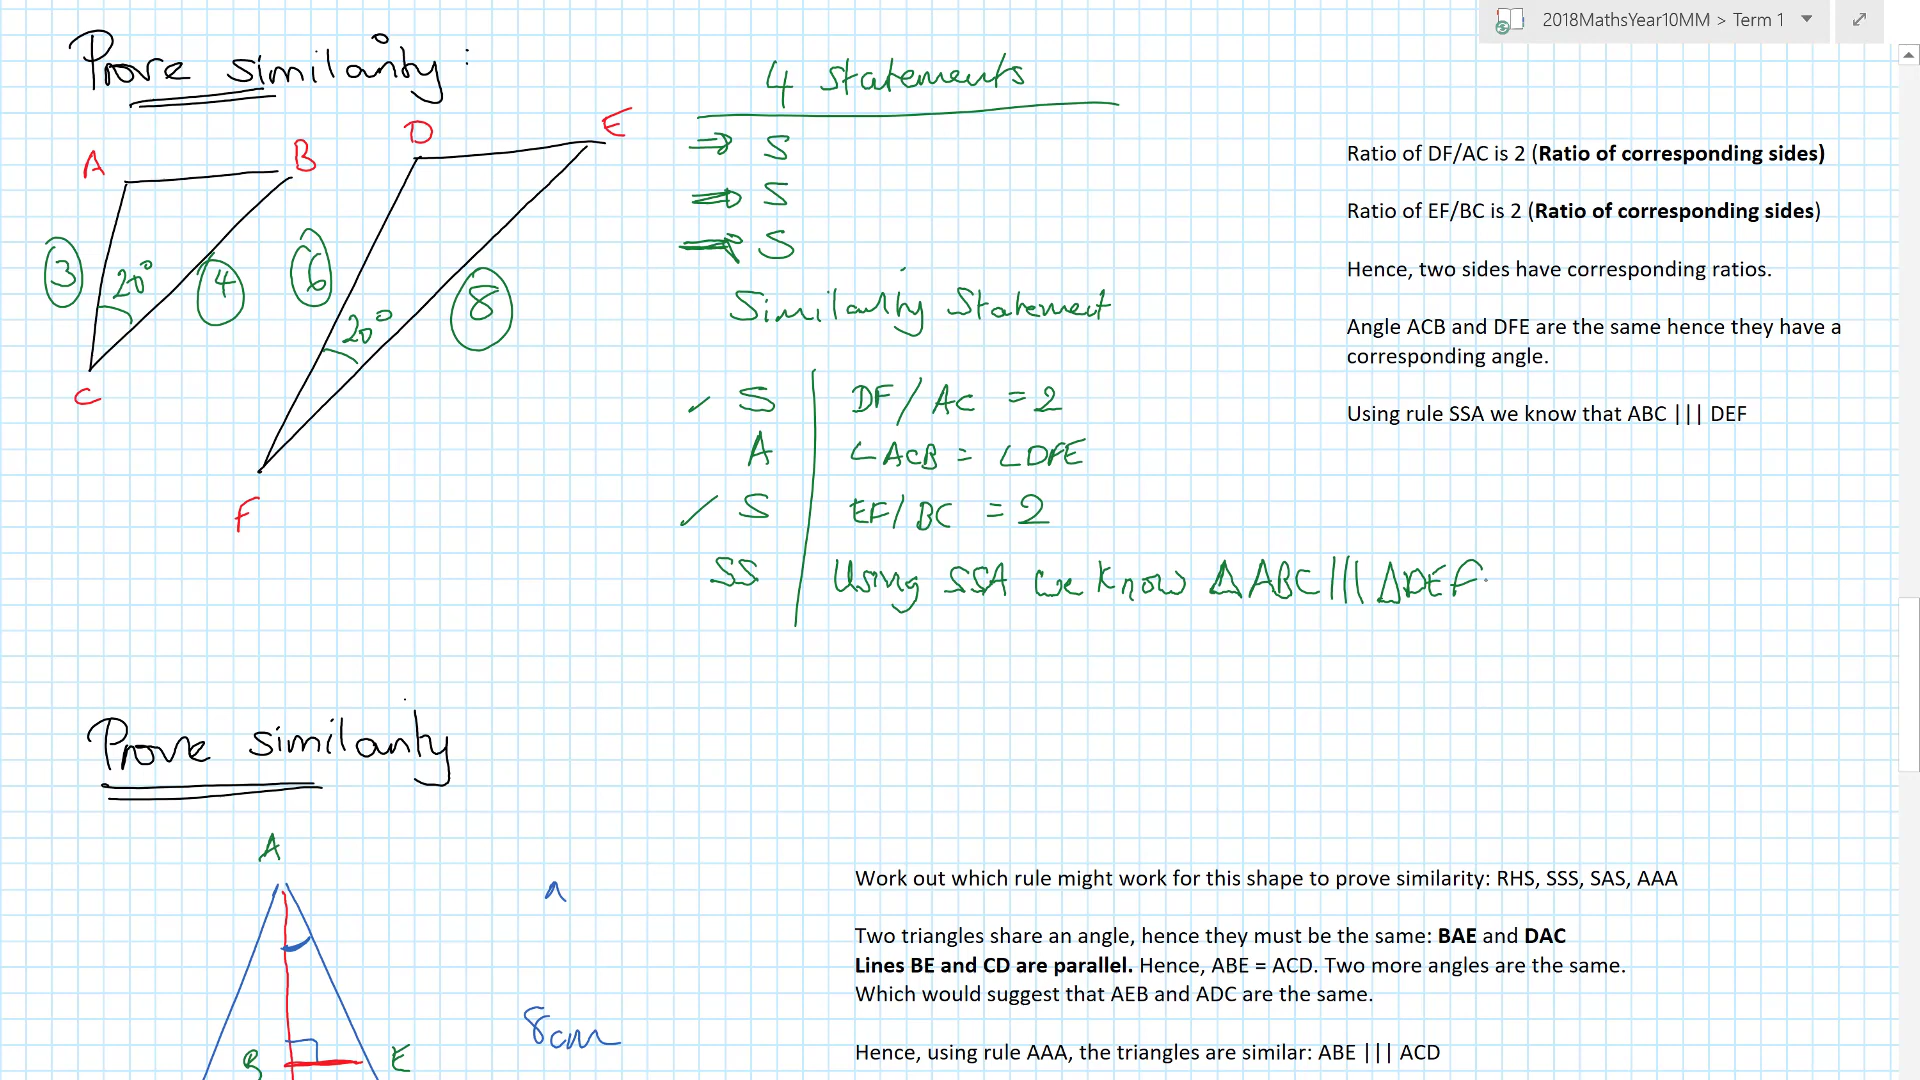 2018MathsYear10MM > Term 1
Prove similarity:
4 Statements
S
S
S
Similarity Statement
A
B
D
E
3
20°
4
6
20°
8
C
F
S DF/AC = 2
A ∠ACB = ∠DFE
S EF/BC = 2
SS Using SSA we know ΔABC ||| ΔDEF.
Ratio of DF/AC is 2 (Ratio of corresponding sides)
Ratio of EF/BC is 2 (Ratio of corresponding sides)
Hence, two sides have corresponding ratios.
Angle ACB and DFE are the same hence they have a
corresponding angle.
Using rule SSA we know that ABC ||| DEF
Prove similarity
A
B
E
8cm
Work out which rule might work for this shape to prove similarity: RHS, SSS, SAS, AAA
Two triangles share an angle, hence they must be the same: BAE and DAC
Lines BE and CD are parallel. Hence, ABE = ACD. Two more angles are the same.
Which would suggest that AEB and ADC are the same.
Hence, using rule AAA, the triangles are similar: ABE ||| ACD